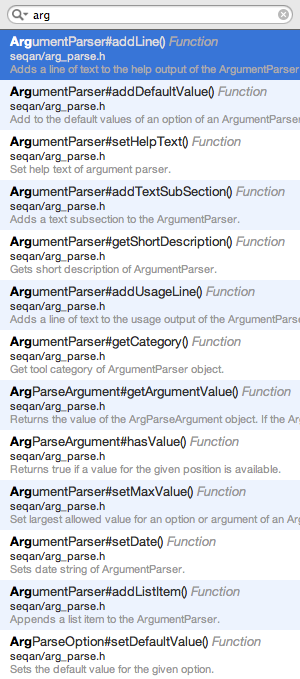 arg
ArgumentParser#addLine() Function
seqan/arg_parse.h
Adds a line of text to the help output of the ArgumentParser
ArgumentParser#addDefaultValue() Function
seqan/arg_parse.h
Add to the default values of an option of an ArgumentParser
ArgumentParser#setHelpText() Function
seqan/arg_parse.h
Set help text of argument parser.
ArgumentParser#addTextSubSection() Function
seqan/arg_parse.h
Adds a text subsection to the ArgumentParser.
ArgumentParser#getShortDescription() Function
seqan/arg_parse.h
Gets short description of ArgumentParser.
ArgumentParser#addUsageLine() Function
seqan/arg_parse.h
Adds a line of text to the usage output of the ArgumentParse
ArgumentParser#getCategory() Function
seqan/arg_parse.h
Get tool category of ArgumentParser object.
ArgParseArgument#getArgumentValue() Function
seqan/arg_parse.h
Returns the value of the ArgParseArgument object. If the Ar
ArgParseArgument#hasValue() Function
seqan/arg_parse.h
Returns true if a value for the given position is available.
ArgumentParser#setMaxValue() Function
seqan/arg_parse.h
Set largest allowed value for an option or argument of an Ar
ArgumentParser#setDate() Function
seqan/arg_parse.h
Sets date string of ArgumentParser.
ArgumentParser#addListItem() Function
seqan/arg_parse.h
Appends a list item to the ArgumentParser.
ArgParseOption#setDefaultValue() Function
seqan/arg_parse.h
Sets the default value for the given option.